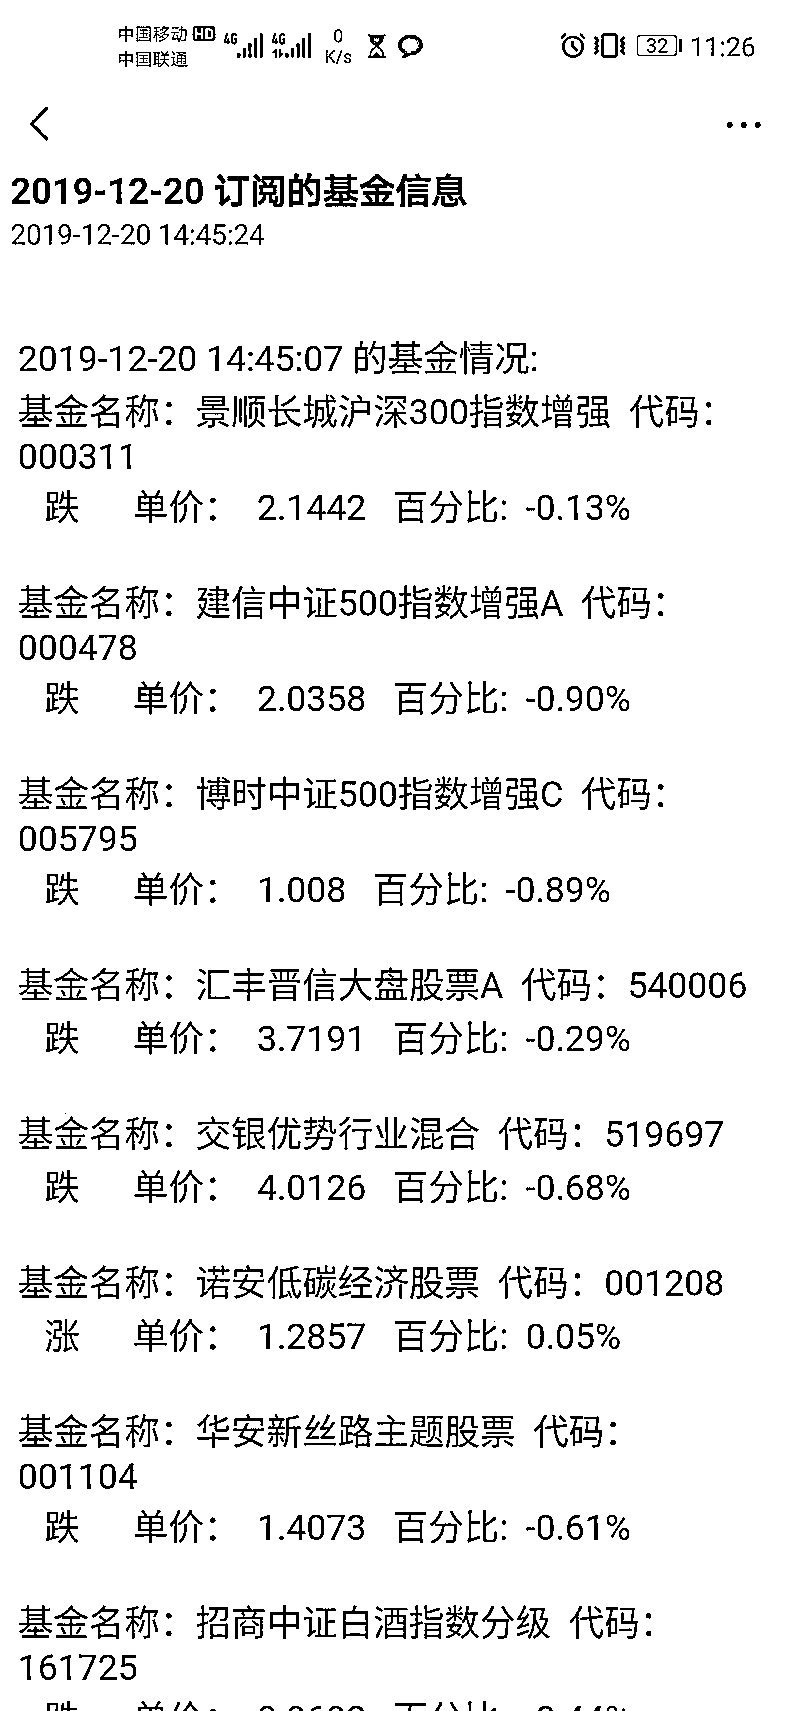 中国移动 HD 4G 4G 0 32 11:26
中国联通 K/s
2019-12-20 订阅的基金信息
2019-12-20 14:45:24
2019-12-20 14:45:07 的基金情况:
基金名称：景顺长城沪深300指数增强 代码：
000311
跌 单价： 2.1442 百分比: -0.13%
基金名称：建信中证500指数增强A 代码：
000478
跌 单价： 2.0358 百分比: -0.90%
基金名称：博时中证500指数增强C 代码：
005795
跌 单价： 1.008 百分比: -0.89%
基金名称：汇丰晋信大盘股票A 代码：540006
跌 单价： 3.7191 百分比: -0.29%
基金名称：交银优势行业混合 代码：519697
跌 单价： 4.0126 百分比: -0.68%
基金名称：诺安低碳经济股票 代码：001208
涨 单价： 1.2857 百分比: 0.05%
基金名称：华安新丝路主题股票 代码：
001104
跌 单价： 1.4073 百分比: -0.61%
基金名称：招商中证白酒指数分级 代码：
161725